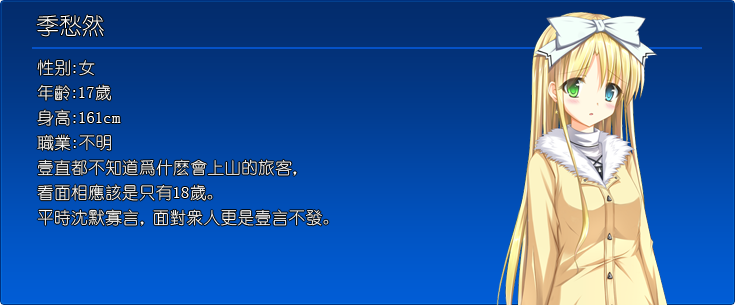 季愁然
性别:女
年齡:17歲
身高:161cm
職業:不明
壹直都不知道爲什麽會上山的旅客,
看面相應該是只有18歲。
平時沈默寡言, 面對衆人更是壹言不發。